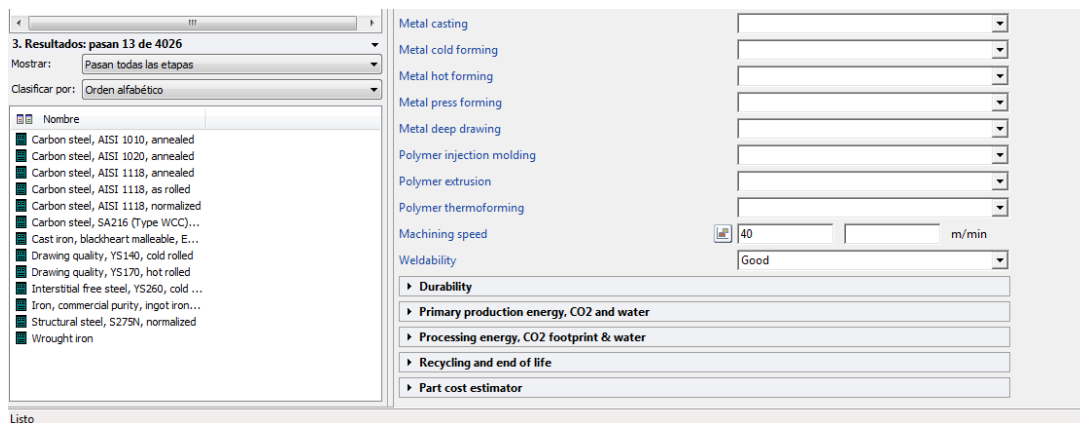 3. Resultados: pasan 13 de 4026
Mostrar: Pasan todas las etapas
Clasificar por: Orden alfabético
Nombre
Carbon steel, AISI 1010, annealed
Carbon steel, AISI 1020, annealed
Carbon steel, AISI 1118, annealed
Carbon steel, AISI 1118, as rolled
Carbon steel, AISI 1118, normalized
Carbon steel, SA216 (Type WCC)...
Cast iron, blackheart malleable, E...
Drawing quality, YS140, cold rolled
Drawing quality, YS170, hot rolled
Interstitial free steel, YS260, cold ...
Iron, commercial purity, ingot iron...
Structural steel, S275N, normalized
Wrought iron
Metal casting
Metal cold forming
Metal hot forming
Metal press forming
Metal deep drawing
Polymer injection molding
Polymer extrusion
Polymer thermoforming
Machining speed 40 m/min
Weldability Good
Durability
Primary production energy, CO2 and water
Processing energy, CO2 footprint & water
Recycling and end of life
Part cost estimator
Listo